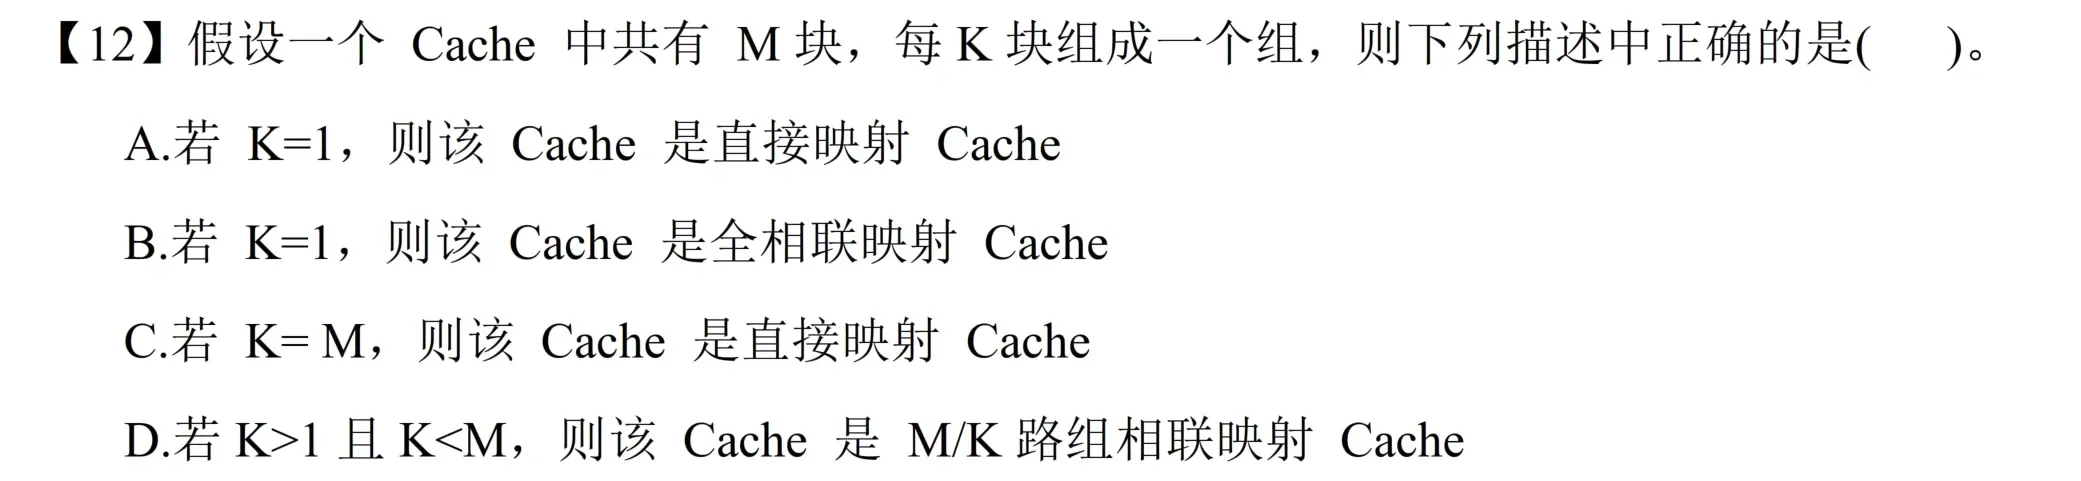 【12】假设一个 Cache 中共有 M 块，每 K 块组成一个组，则下列描述中正确的是(    )。
A.若 K=1，则该 Cache 是直接映射 Cache
B.若 K=1，则该 Cache 是全相联映射 Cache
C.若 K= M，则该 Cache 是直接映射 Cache
D.若 K>1 且 K<M，则该 Cache 是 M/K 路组相联映射 Cache